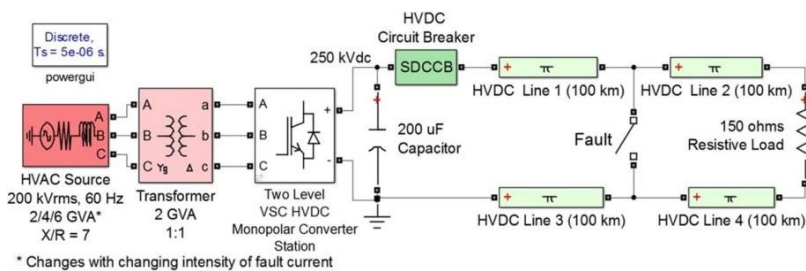 Discrete,
Ts = 5e-06 s.
powergui
HVDC
Circuit Breaker
250 kVdc
SDCCB
HVDC Line 1 (100 km)
HVDC Line 2 (100 km)
A
B
C
A
B
C
Yg
a
b
c
Δ
A
B
C
+
-
+
200 uF
Capacitor
Fault
150 ohms
Resistive Load
HVAC Source
200 kVrms, 60 Hz
2/4/6 GVA*
X/R = 7
Transformer
2 GVA
1:1
Two Level
VSC HVDC
Monopolar Converter
Station
HVDC Line 3 (100 km)
HVDC Line 4 (100 km)
* Changes with changing intensity of fault current